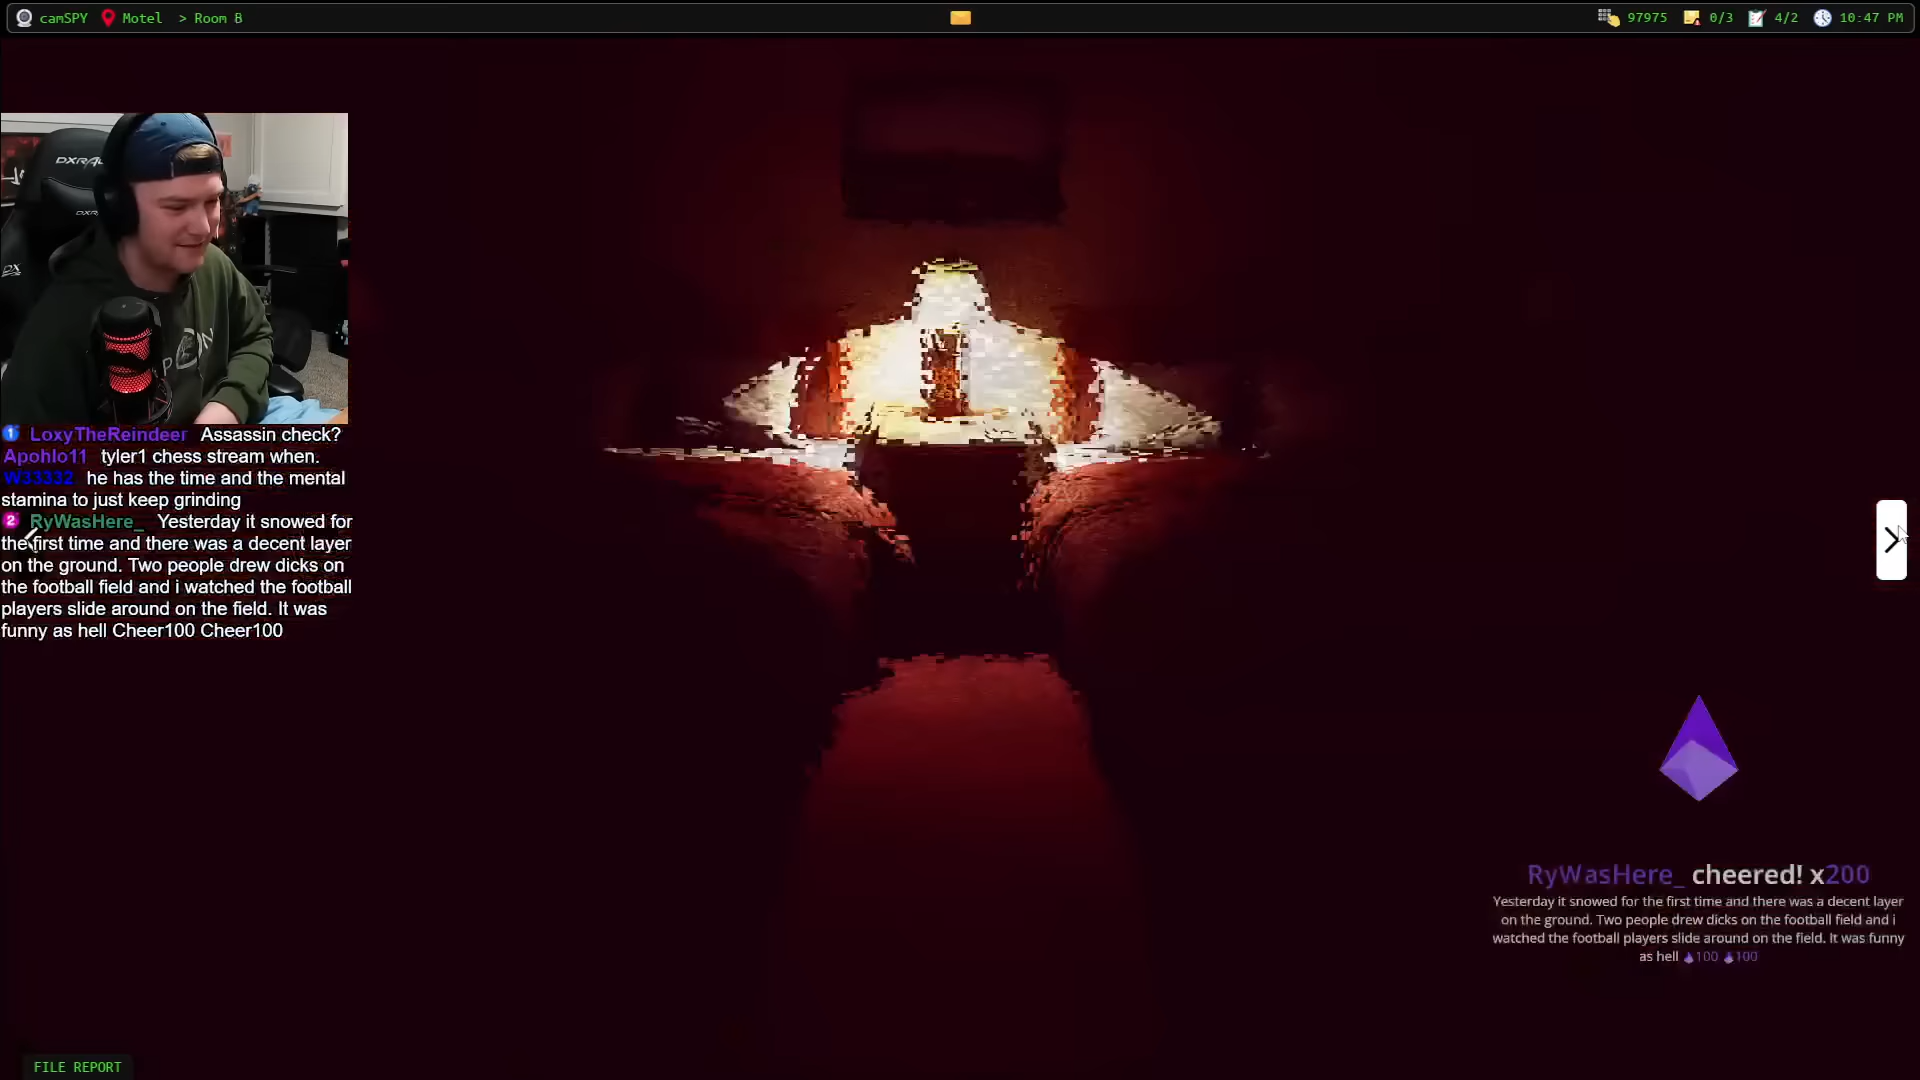 camSPY Motel > Room B 97975 0/3 4/2 10:47 PM
DXRA
DXR
DX
LoxyTheReindeer Assassin check?
Apohlo11 tyler1 chess stream when.
W33332 he has the time and the mental
stamina to just keep grinding
RyWasHere_ Yesterday it snowed for
the first time and there was a decent layer
on the ground. Two people drew dicks on
the football field and i watched the football
players slide around on the field. It was
funny as hell Cheer100 Cheer100
RyWasHere_ cheered! x200
Yesterday it snowed for the first time and there was a decent layer
on the ground. Two people drew dicks on the football field and i
watched the football players slide around on the field. It was funny
as hell 100 100
FILE REPORT